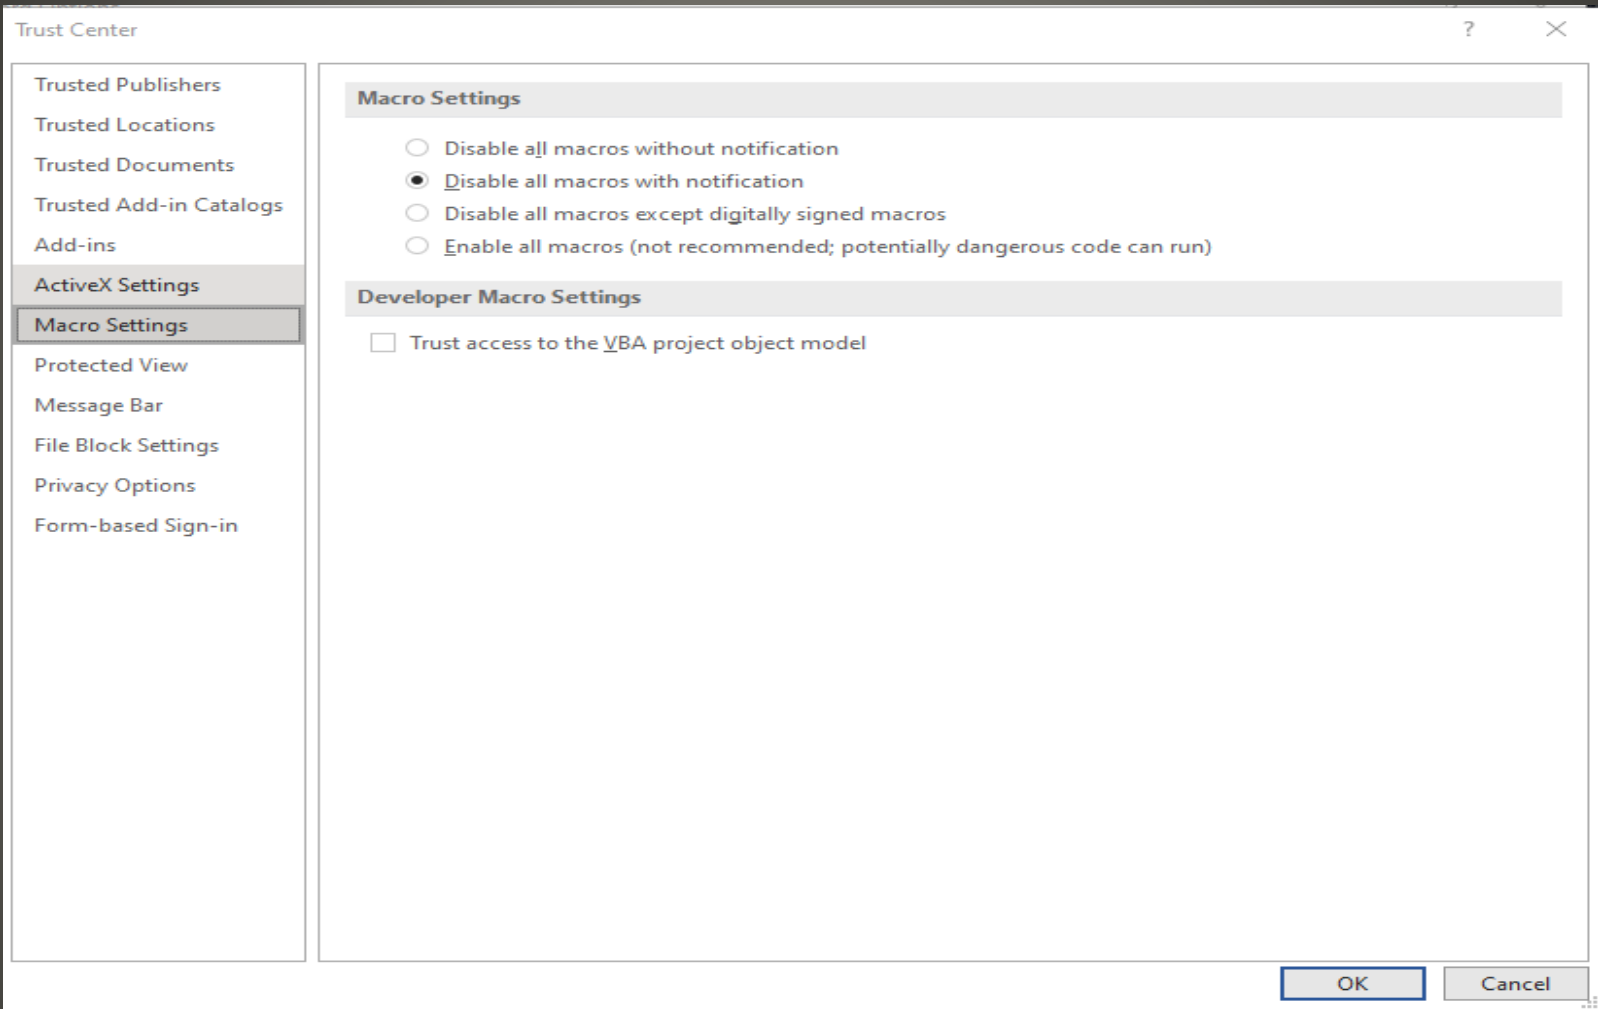 Trust Center
?
Trusted Publishers
Trusted Locations
Trusted Documents
Trusted Add-in Catalogs
Add-ins
ActiveX Settings
Macro Settings
Protected View
Message Bar
File Block Settings
Privacy Options
Form-based Sign-in
Macro Settings
Disable all macros without notification
Disable all macros with notification
Disable all macros except digitally signed macros
Enable all macros (not recommended; potentially dangerous code can run)
Developer Macro Settings
Trust access to the VBA project object model
OK
Cancel